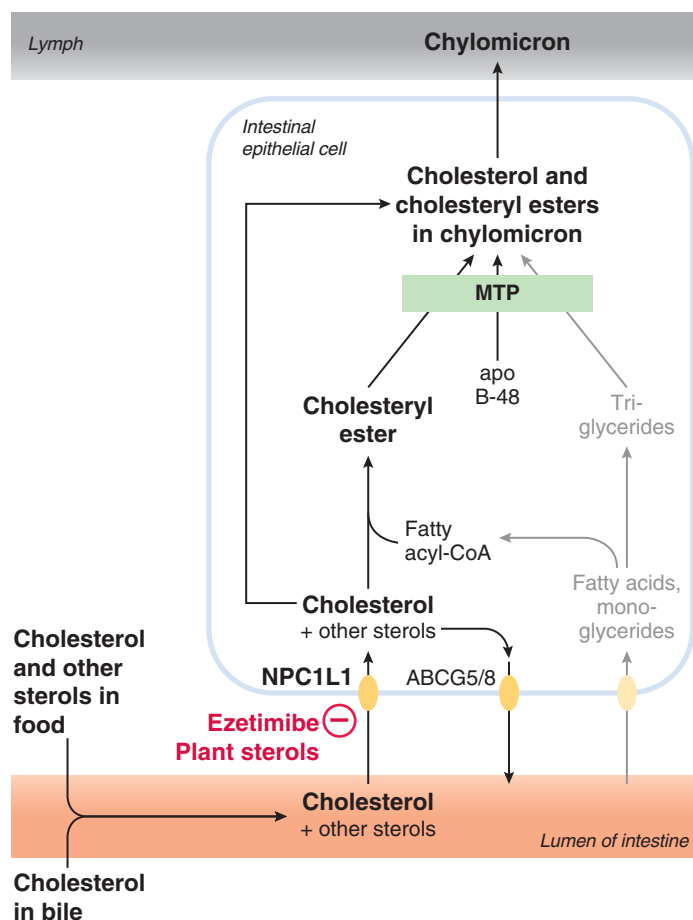 Lymph
Chylomicron
Intestinal
epithelial cell
Cholesterol and
cholesteryl esters
in chylomicron
MTP
apo
B-48
Cholesteryl
ester
Tri-
glycerides
Fatty
acyl-CoA
Fatty acids,
mono-
glycerides
Cholesterol
+ other sterols
Cholesterol
and other
sterols in
food
NPC1L1
ABCG5/8
Ezetimibe
Plant sterols
Cholesterol
+ other sterols
Lumen of intestine
Cholesterol
in bile